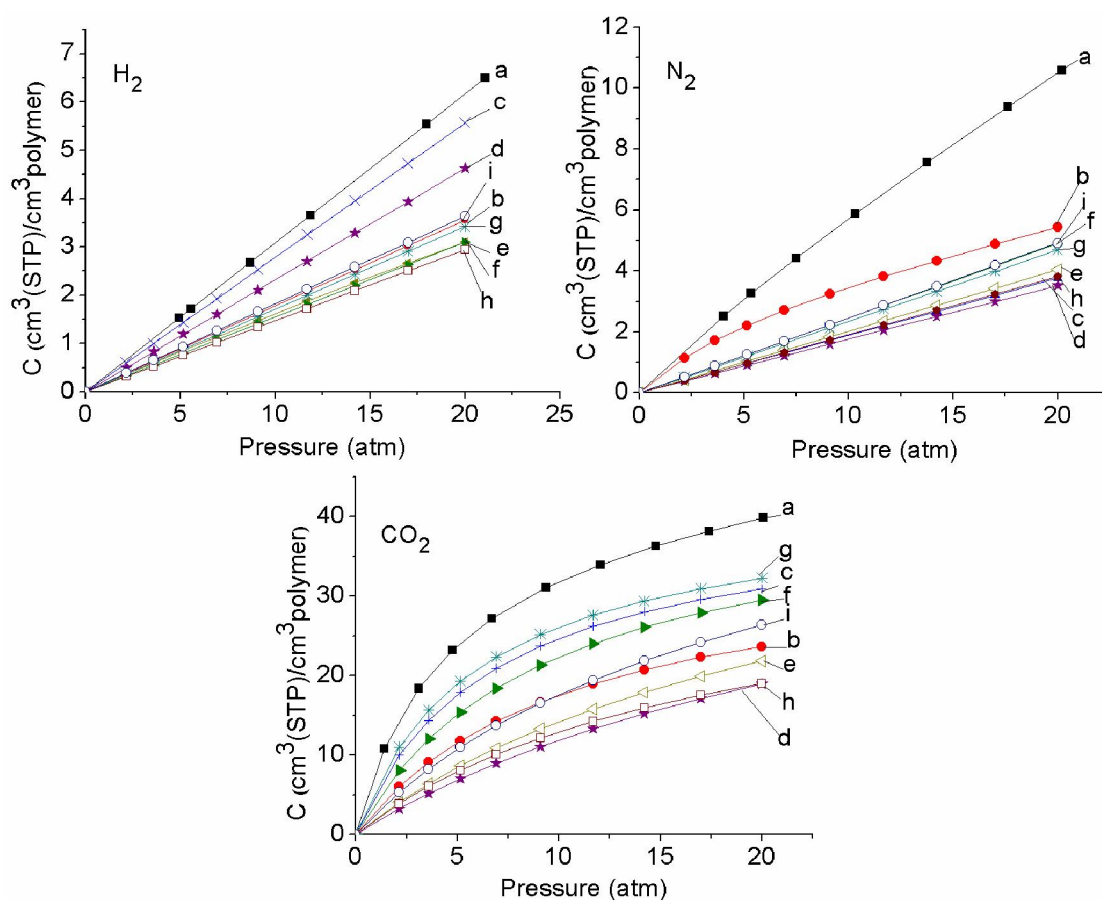 H2
C (cm3(STP)/cm3polymer)
7
6
5
4
3
2
1
0
0 5 10 15 20 25
Pressure (atm)
a
c
d
i
b
g
e
f
h
N2
12
10
8
6
4
2
0
0 5 10 15 20
Pressure (atm)
a
b
i
f
g
e
h
c
d
CO2
C (cm3(STP)/cm3polymer)
40
30
20
10
0
0 5 10 15 20
Pressure (atm)
a
g
c
f
i
b
e
h
d
C (cm3(STP)/cm3polymer)